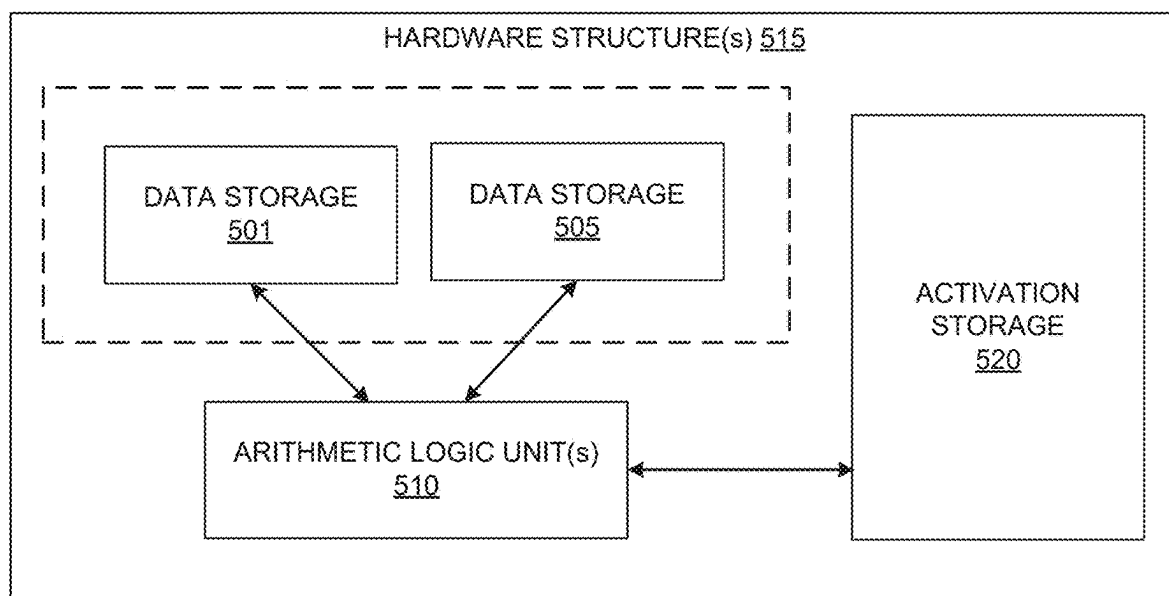 HARDWARE STRUCTURE(s) 515
DATA STORAGE
501
DATA STORAGE
505
ACTIVATION
STORAGE
520
ARITHMETIC LOGIC UNIT(s)
510